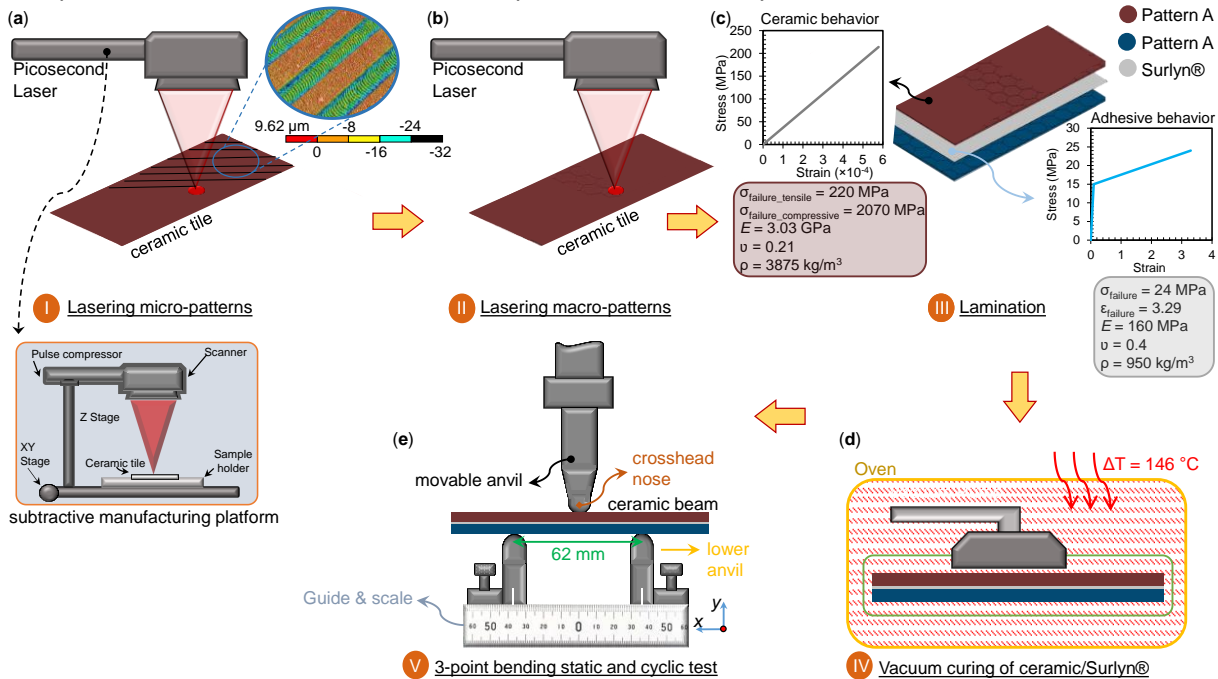 (a)
Picosecond
Laser
9.62 µm
-8
-24
0
-16
-32
ceramic tile
I Lasering micro-patterns
Pulse compressor
Scanner
Z Stage
XY
Stage
Ceramic tile
Sample
holder
subtractive manufacturing platform
(b)
Picosecond
Laser
ceramic tile
II Lasering macro-patterns
(c)
Ceramic behavior
Stress (MPa)
250
200
150
100
50
0
0 1 2 3 4 5 6
Strain (×10⁻⁴)
σfailure_tensile = 220 MPa
σfailure_compressive = 2070 MPa
E = 3.03 GPa
υ = 0.21
ρ = 3875 kg/m³
Pattern A
Pattern A
Surlyn®
Adhesive behavior
Stress (MPa)
30
25
20
15
10
5
0
0 1 2 3 4
Strain
σfailure = 24 MPa
εfailure = 3.29
E = 160 MPa
υ = 0.4
ρ = 950 kg/m³
III Lamination
(d)
Oven
ΔT = 146 °C
IV Vacuum curing of ceramic/Surlyn®
(e)
movable anvil
crosshead
nose
ceramic beam
62 mm
lower
anvil
Guide & scale
60 50 40 30 0 30 40 50 60
y
x
V 3-point bending static and cyclic test